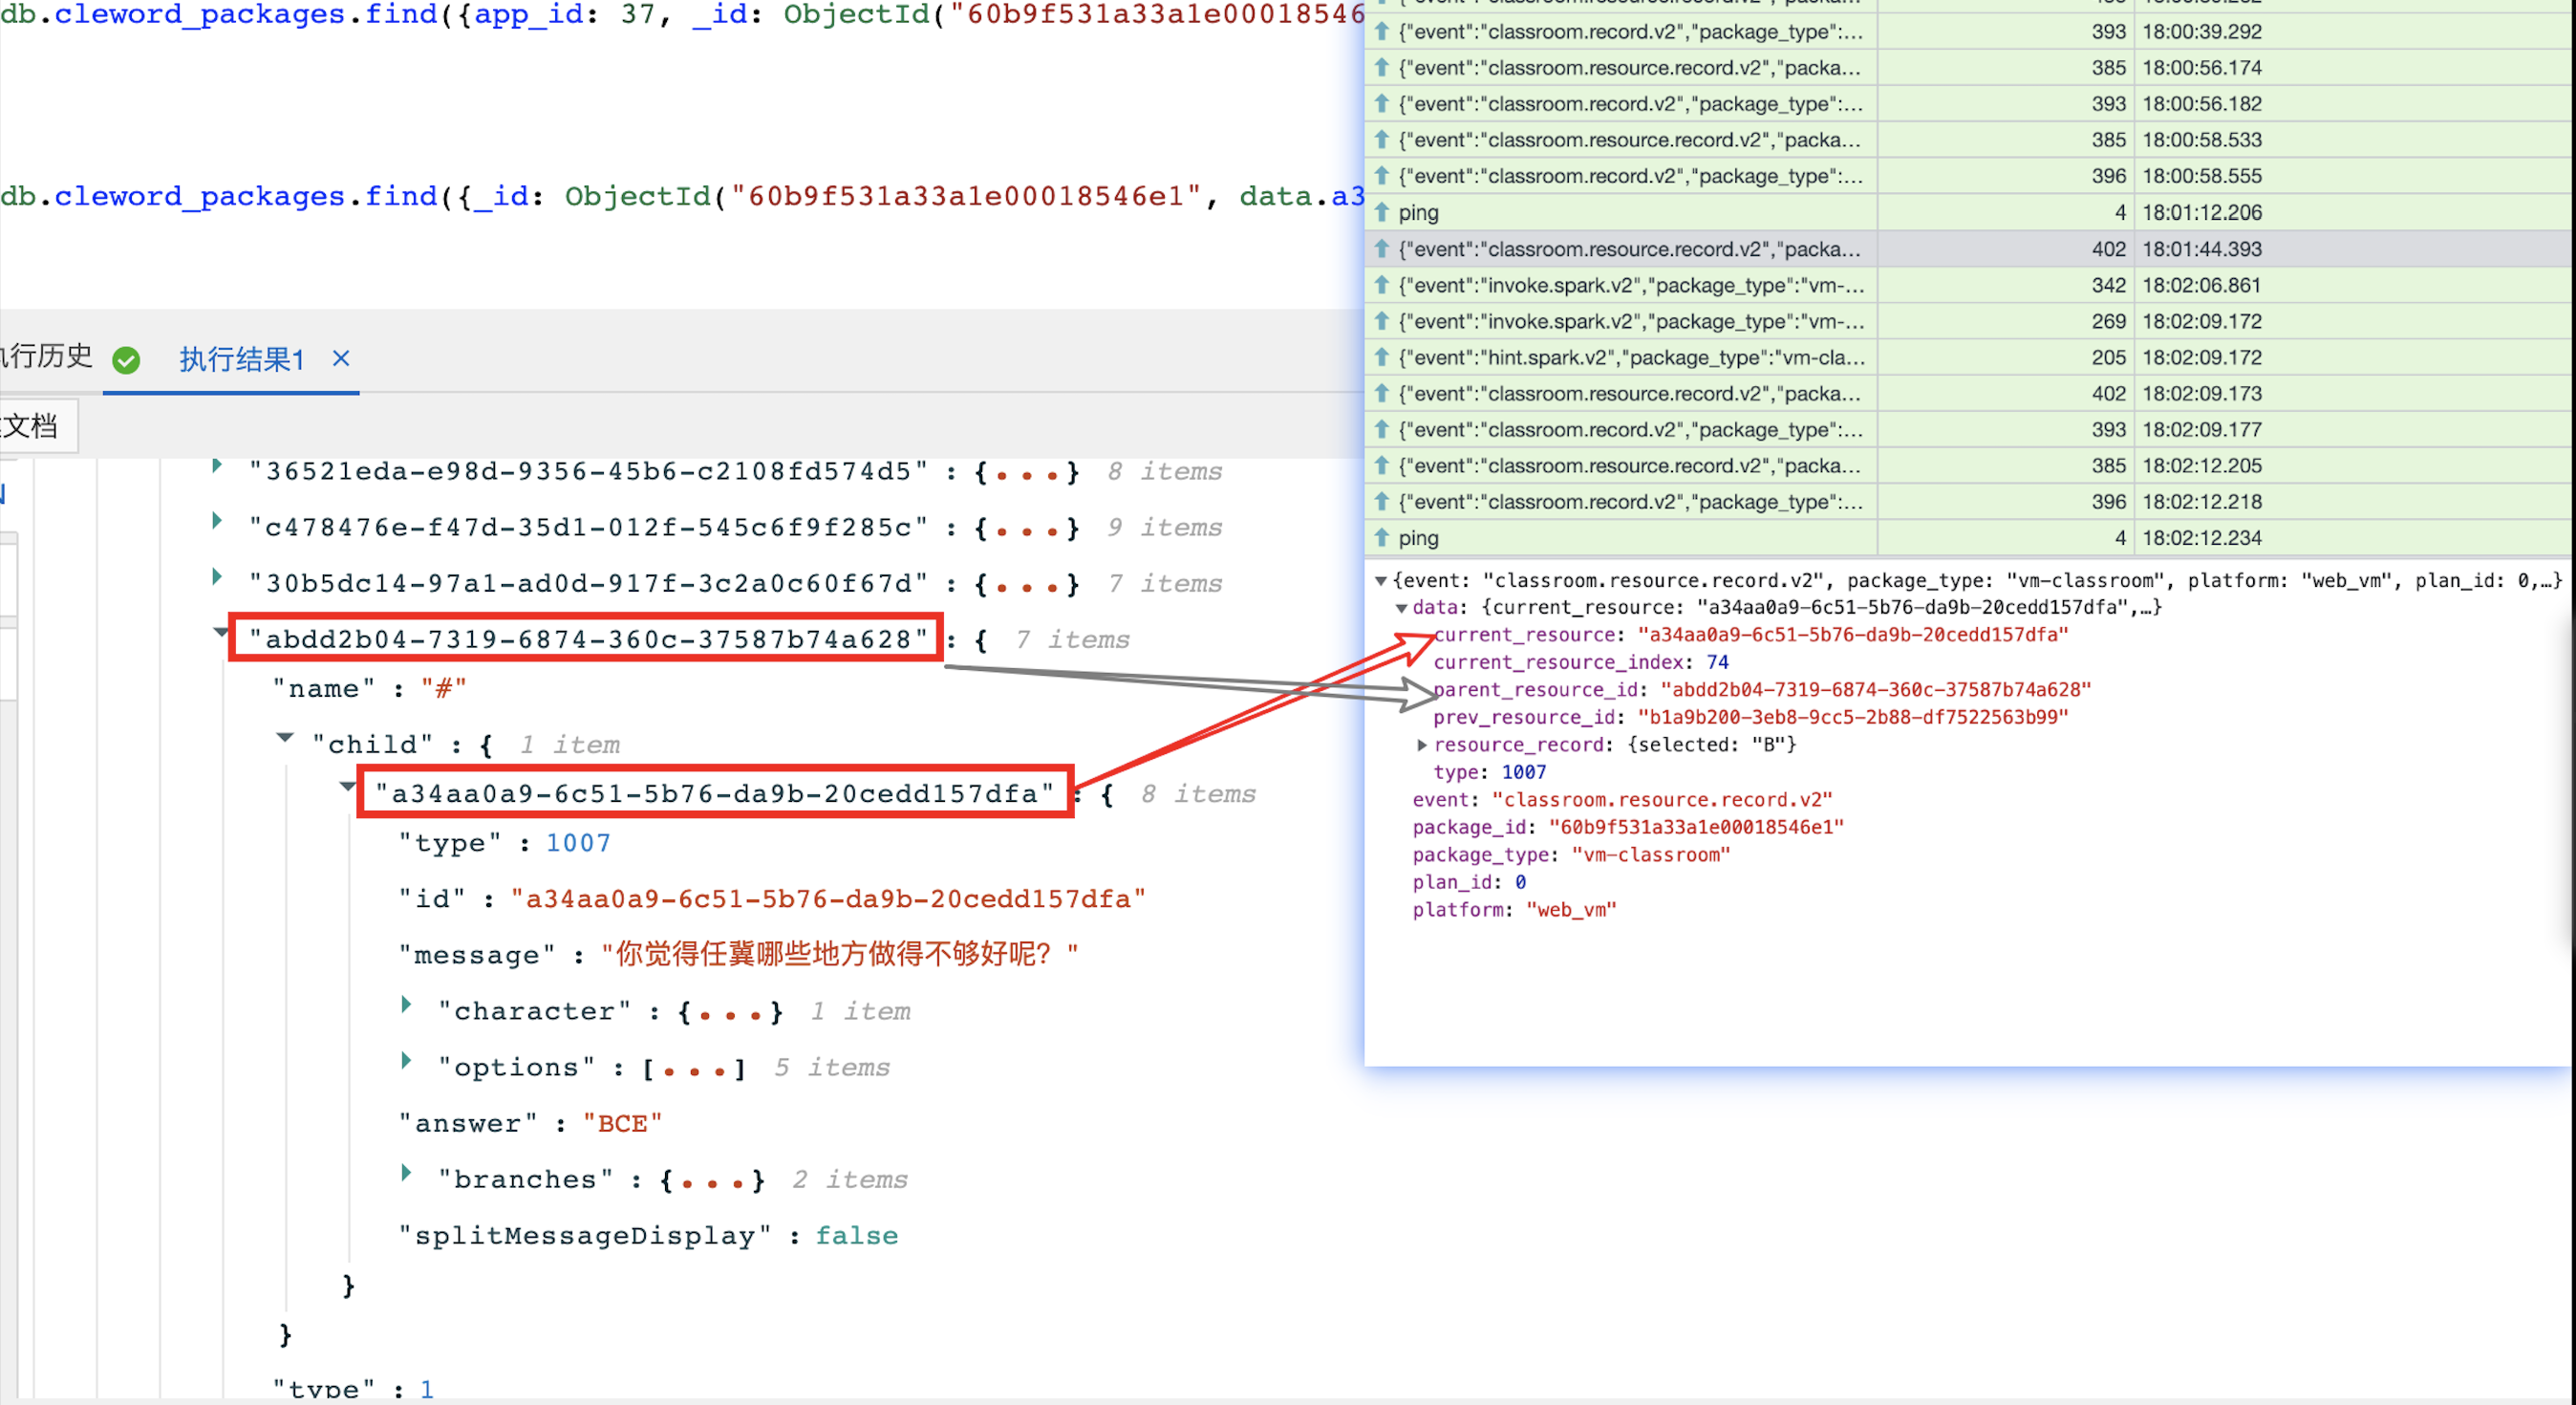 db.cleword_packages.find({app_id: 37, _id: ObjectId("60b9f531a33a1e00018546
db.cleword_packages.find({_id: ObjectId("60b9f531a33a1e00018546e1", data.a3
行历史
执行结果1 ×
文档
"36521eda-e98d-9356-45b6-c2108fd574d5" : {...} 8 items
"c478476e-f47d-35d1-012f-545c6f9f285c" : {...} 9 items
"30b5dc14-97a1-ad0d-917f-3c2a0c60f67d" : {...} 7 items
"abdd2b04-7319-6874-360c-37587b74a628" : { 7 items
"name" : "#"
"child" : { 1 item
"a34aa0a9-6c51-5b76-da9b-20cedd157dfa" : { 8 items
"type" : 1007
"id" : "a34aa0a9-6c51-5b76-da9b-20cedd157dfa"
"message" : "你觉得任冀哪些地方做得不够好呢？"
"character" : {...} 1 item
"options" : [...] 5 items
"answer" : "BCE"
"branches" : {...} 2 items
"splitMessageDisplay" : false
}
}
"type" : 1
{"event":"classroom.record.v2","package_type":... 393 18:00:39.292
{"event":"classroom.resource.record.v2","packa... 385 18:00:56.174
{"event":"classroom.record.v2","package_type":... 393 18:00:56.182
{"event":"classroom.resource.record.v2","packa... 385 18:00:58.533
{"event":"classroom.record.v2","package_type":... 396 18:00:58.555
ping 4 18:01:12.206
{"event":"classroom.resource.record.v2","packa... 402 18:01:44.393
{"event":"invoke.spark.v2","package_type":"vm-... 342 18:02:06.861
{"event":"invoke.spark.v2","package_type":"vm-... 269 18:02:09.172
{"event":"hint.spark.v2","package_type":"vm-cla... 205 18:02:09.172
{"event":"classroom.resource.record.v2","packa... 402 18:02:09.173
{"event":"classroom.record.v2","package_type":... 393 18:02:09.177
{"event":"classroom.resource.record.v2","packa... 385 18:02:12.205
{"event":"classroom.record.v2","package_type":... 396 18:02:12.218
ping 4 18:02:12.234
{event: "classroom.resource.record.v2", package_type: "vm-classroom", platform: "web_vm", plan_id: 0,…}
data: {current_resource: "a34aa0a9-6c51-5b76-da9b-20cedd157dfa",…}
current_resource: "a34aa0a9-6c51-5b76-da9b-20cedd157dfa"
current_resource_index: 74
parent_resource_id: "abdd2b04-7319-6874-360c-37587b74a628"
prev_resource_id: "b1a9b200-3eb8-9cc5-2b88-df7522563b99"
resource_record: {selected: "B"}
type: 1007
event: "classroom.resource.record.v2"
package_id: "60b9f531a33a1e00018546e1"
package_type: "vm-classroom"
plan_id: 0
platform: "web_vm"